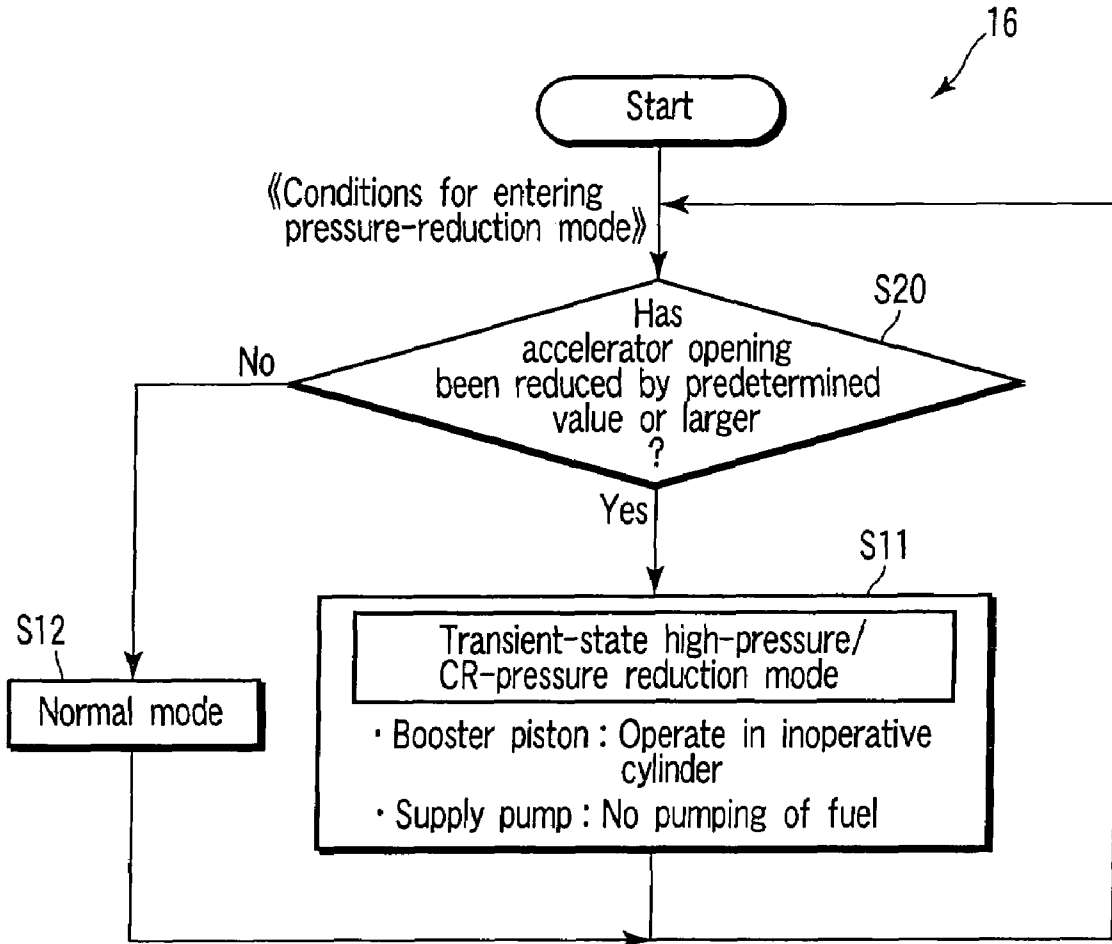 16
Start
《Conditions for entering
pressure-reduction mode》
S20
Has
accelerator opening
been reduced by predetermined
value or larger
?
No
Yes
S11
Transient-state high-pressure/
CR-pressure reduction mode
・Booster piston : Operate in inoperative
cylinder
・Supply pump : No pumping of fuel
S12
Normal mode